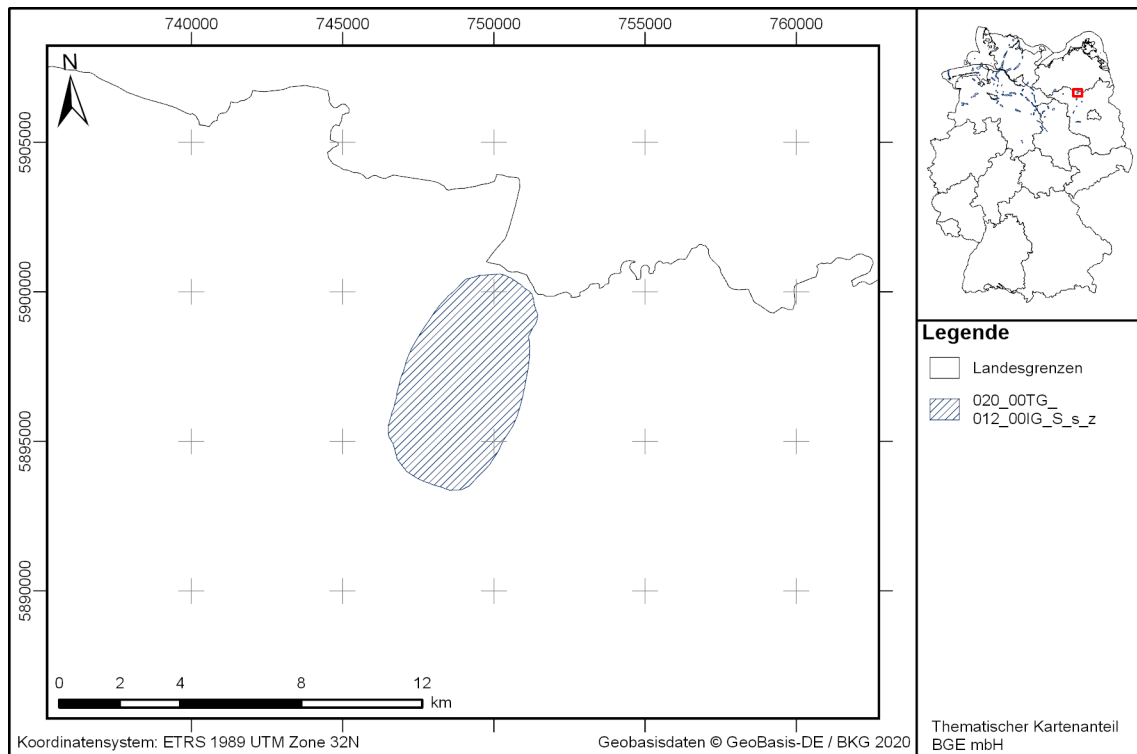 740000 745000 750000 755000 760000
N
5905000
5900000
5895000
5890000
0 2 4 8 12
km
Koordinatensystem: ETRS 1989 UTM Zone 32N
Geobasisdaten © GeoBasis-DE / BKG 2020
Legende
Landesgrenzen
020_00TG_
012_00IG_S_s_z
Thematischer Kartenanteil
BGE mbH